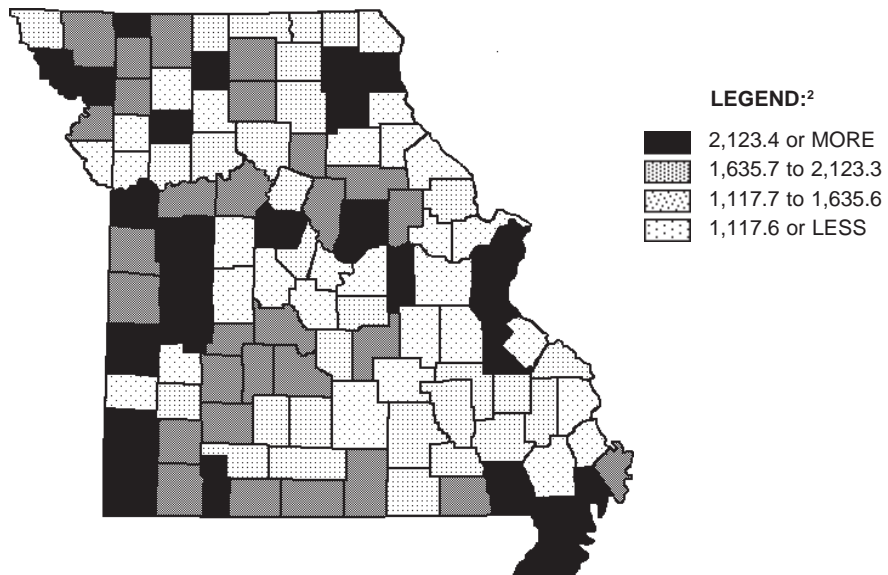 LEGEND:²
2,123.4 or MORE
1,635.7 to 2,123.3
1,117.7 to 1,635.6
1,117.6 or LESS